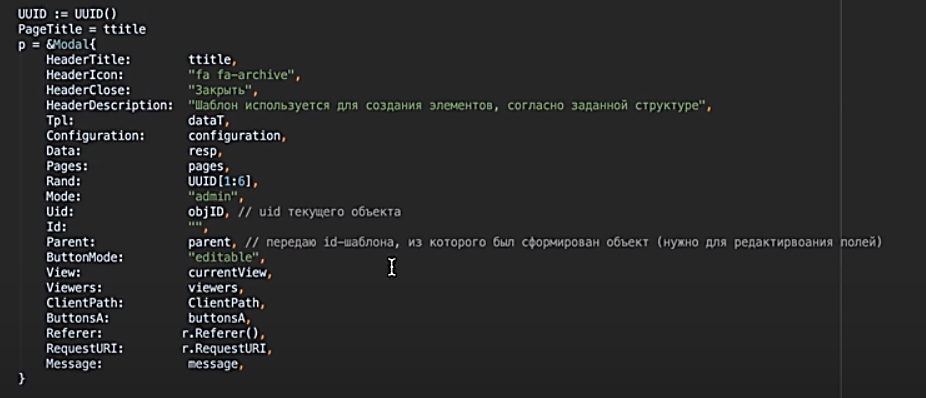 UUID := UUID()
PageTitle = ttitle
p = &Modal{
HeaderTitle: ttitle,
HeaderIcon: "fa fa-archive",
HeaderClose: "Закрыть",
HeaderDescription: "Шаблон используется для создания элементов, согласно заданной структуре",
Tpl: dataT,
Configuration: configuration,
Data: resp,
Pages: pages,
Rand: UUID[1:6],
Mode: "admin",
Uid: objID, // uid текущего объекта
Id: "",
Parent: parent, // передаю id-шаблона, из которого был сформирован объект (нужно для редактирвоания полей)
ButtonMode: "editable",
View: currentView,
Viewers: viewers,
ClientPath: ClientPath,
ButtonsA: buttonsA,
Referer: r.Referer(),
RequestURI: r.RequestURI,
Message: message,
}